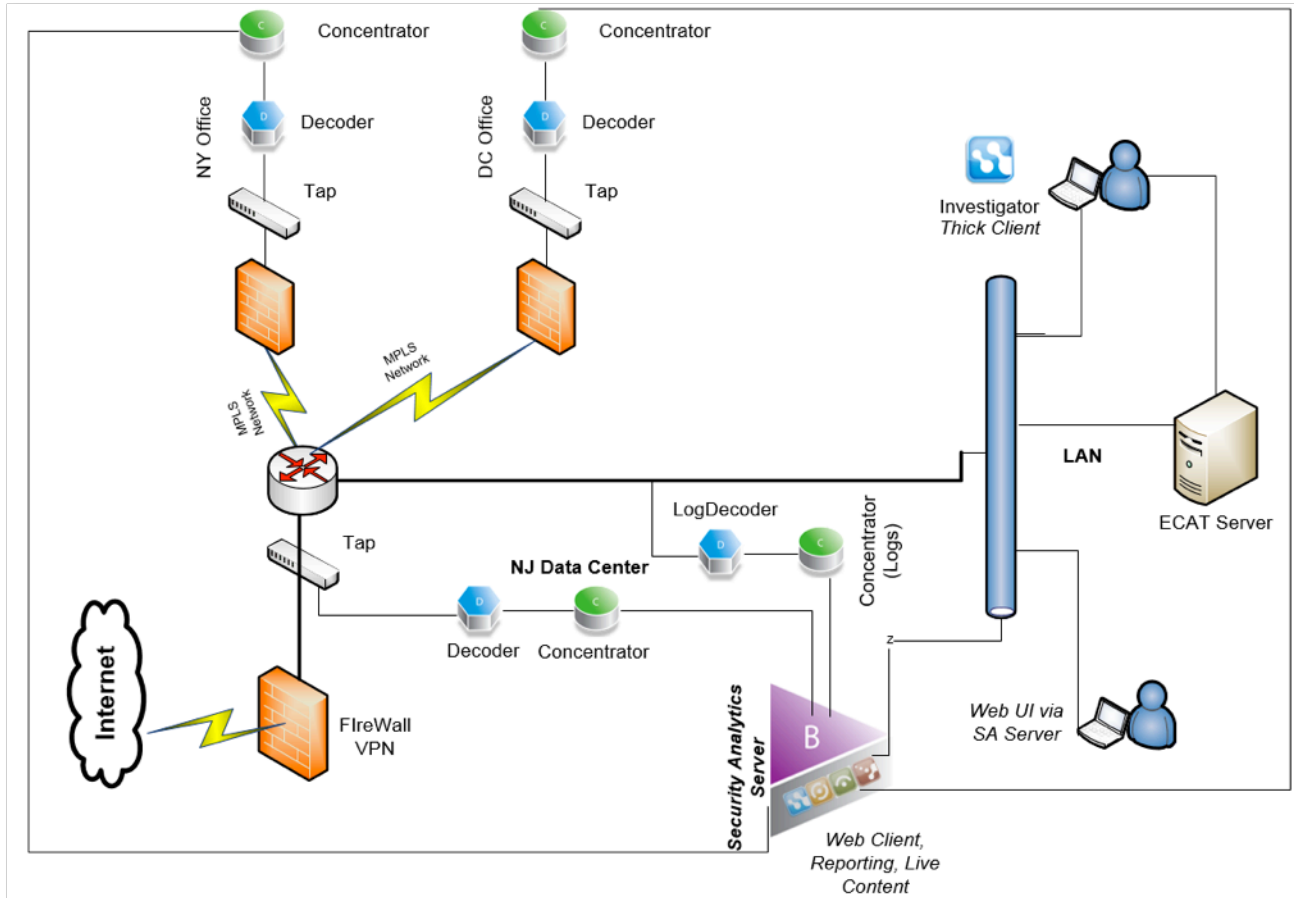 C
Concentrator
C
Concentrator
NY Office
D
Decoder
DC Office
D
Decoder
Tap
Tap
Investigator
Thick Client
MPLS
Network
MPLS
Network
LAN
ECAT Server
LogDecoder
D
C
Concentrator
(Logs)
Tap
NJ Data Center
D
C
Decoder
Concentrator
z
Internet
FIreWall
VPN
Security Analytics
Server
B
Web UI via
SA Server
Web Client,
Reporting, Live
Content